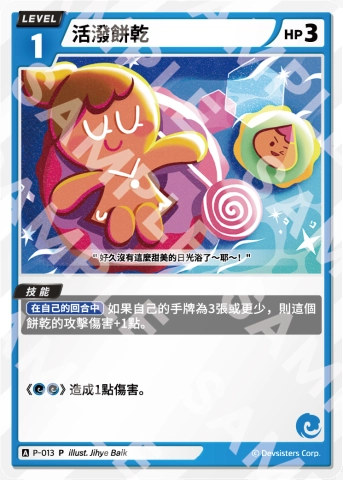 LEVEL
1
活潑餅乾
HP 3
"好久沒有這麼甜美的日光浴了～耶～！"
技能
在自己的回合中 如果自己的手牌為3張或更少，則這個
餅乾的攻擊傷害+1點。
《》造成1點傷害。
A P-013 P illust. Jihye Baik
© Devsisters Corp.
SAMPLE